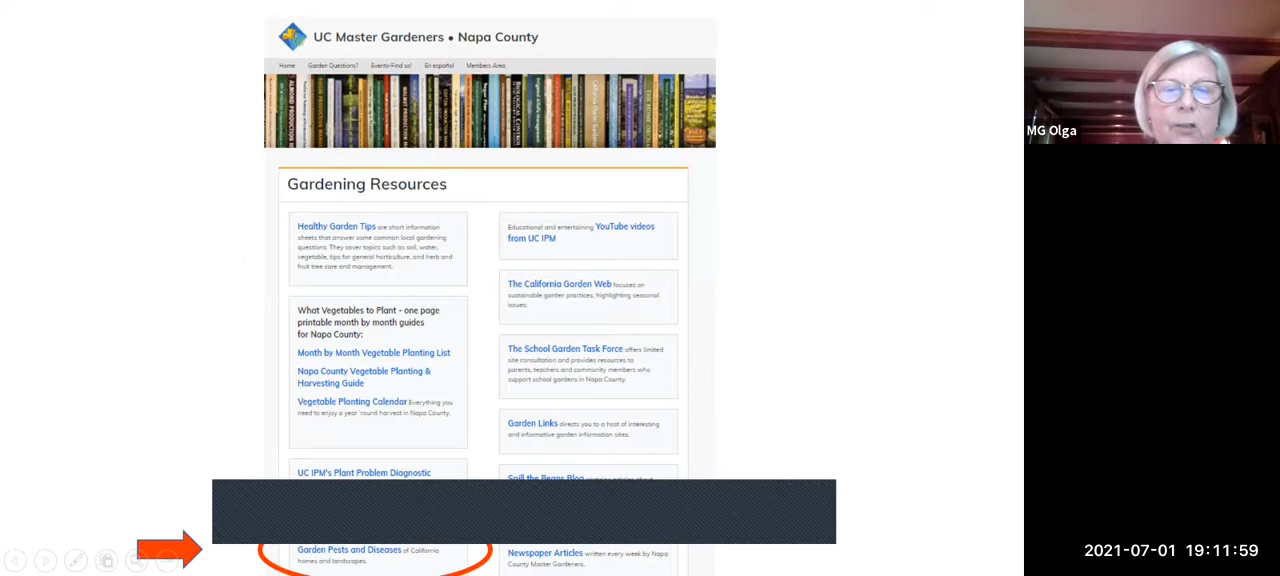 UC Master Gardeners • Napa County
Home Garden Questions? Events-Find us! En español Members Area
Gardening Resources
Healthy Garden Tips are short information
sheets that answer some common local gardening
questions. They cover topics such as soil, water,
vegetable, tips for general horticulture, and herb and
fruit tree care and management.
What Vegetables to Plant - one page
printable month by month guides
for Napa County:
Month by Month Vegetable Planting List
Napa County Vegetable Planting &
Harvesting Guide
Vegetable Planting Calendar Everything you
need to enjoy a year 'round harvest in Napa County.
UC IPM's Plant Problem Diagnostic
Garden Pests and Diseases of California
homes and landscapes.
Educational and entertaining YouTube videos
from UC IPM
The California Garden Web focuses on
sustainable garden practices, highlighting seasonal
issues.
The School Garden Task Force offers limited
site consultation and provides resources to
parents, teachers and community members who
support school gardens in Napa County.
Garden Links directs you to a host of interesting
and informative garden information sites.
Spill the Beans Blog contains articles about
Newspaper Articles written every week by Napa
County Master Gardeners.
MG Olga
2021-07-01 19:11:59